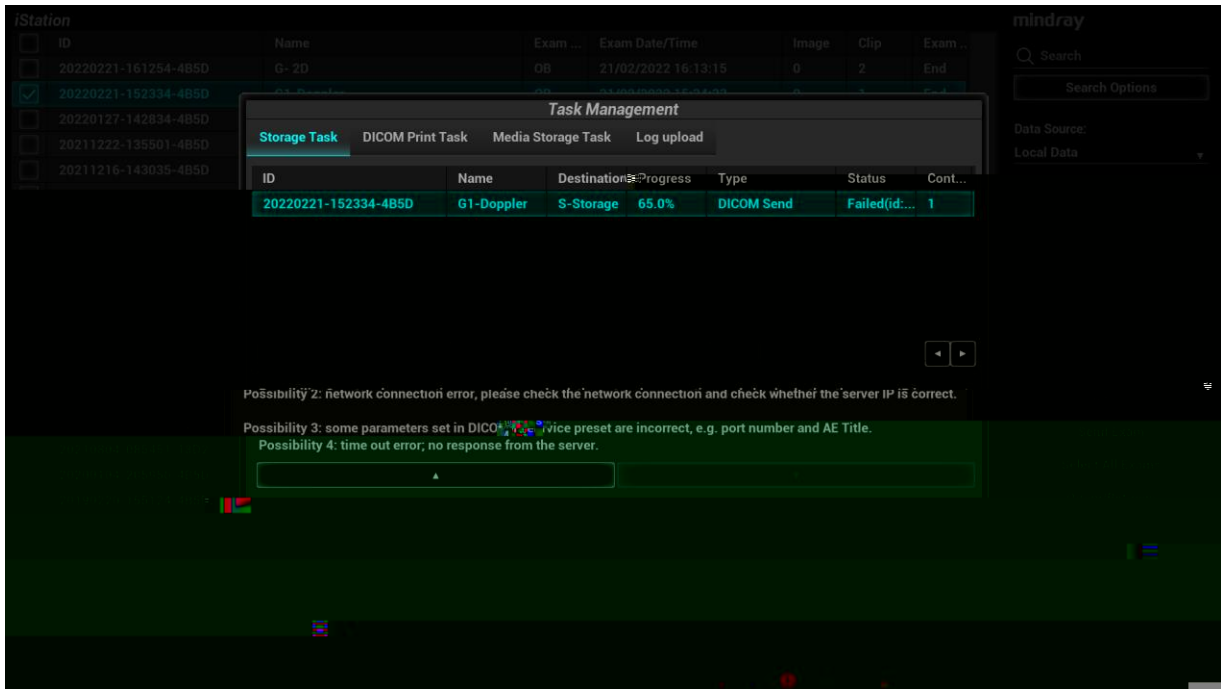 iStation
mindray
ID Name Exam ... Exam Date/Time Image Clip Exam ..
20220221-161254-4B5D G- 2D OB 21/02/2022 16:13:15 0 2 End
Search
20220221-152334-4B5D G1-Doppler
Search Options
20220127-142834-4B5D
20211222-135501-4B5D
20211216-143035-4B5D
Data Source:
Local Data
Task Management
Storage Task DICOM Print Task Media Storage Task Log upload
ID Name Destination Progress Type Status Cont...
20220221-152334-4B5D G1-Doppler S-Storage 65.0% DICOM Send Failed(id:... 1
Possibility 2: network connection error, please check the network connection and check whether the server IP is correct.
Possibility 3: some parameters set in preset are incorrect, e.g. port number and AE Title.
Possibility 4: time out error; no response from the server.